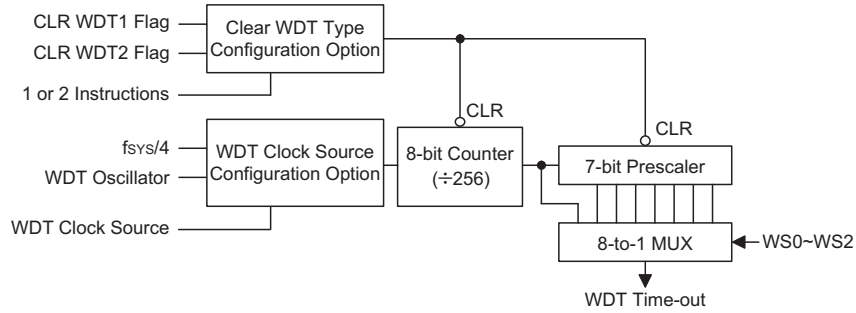 CLR WDT1 Flag
CLR WDT2 Flag
1 or 2 Instructions
Clear WDT Type
Configuration Option
CLR
CLR
fSYS/4
WDT Oscillator
WDT Clock Source
WDT Clock Source
Configuration Option
8-bit Counter
(÷256)
7-bit Prescaler
8-to-1 MUX
WS0~WS2
WDT Time-out